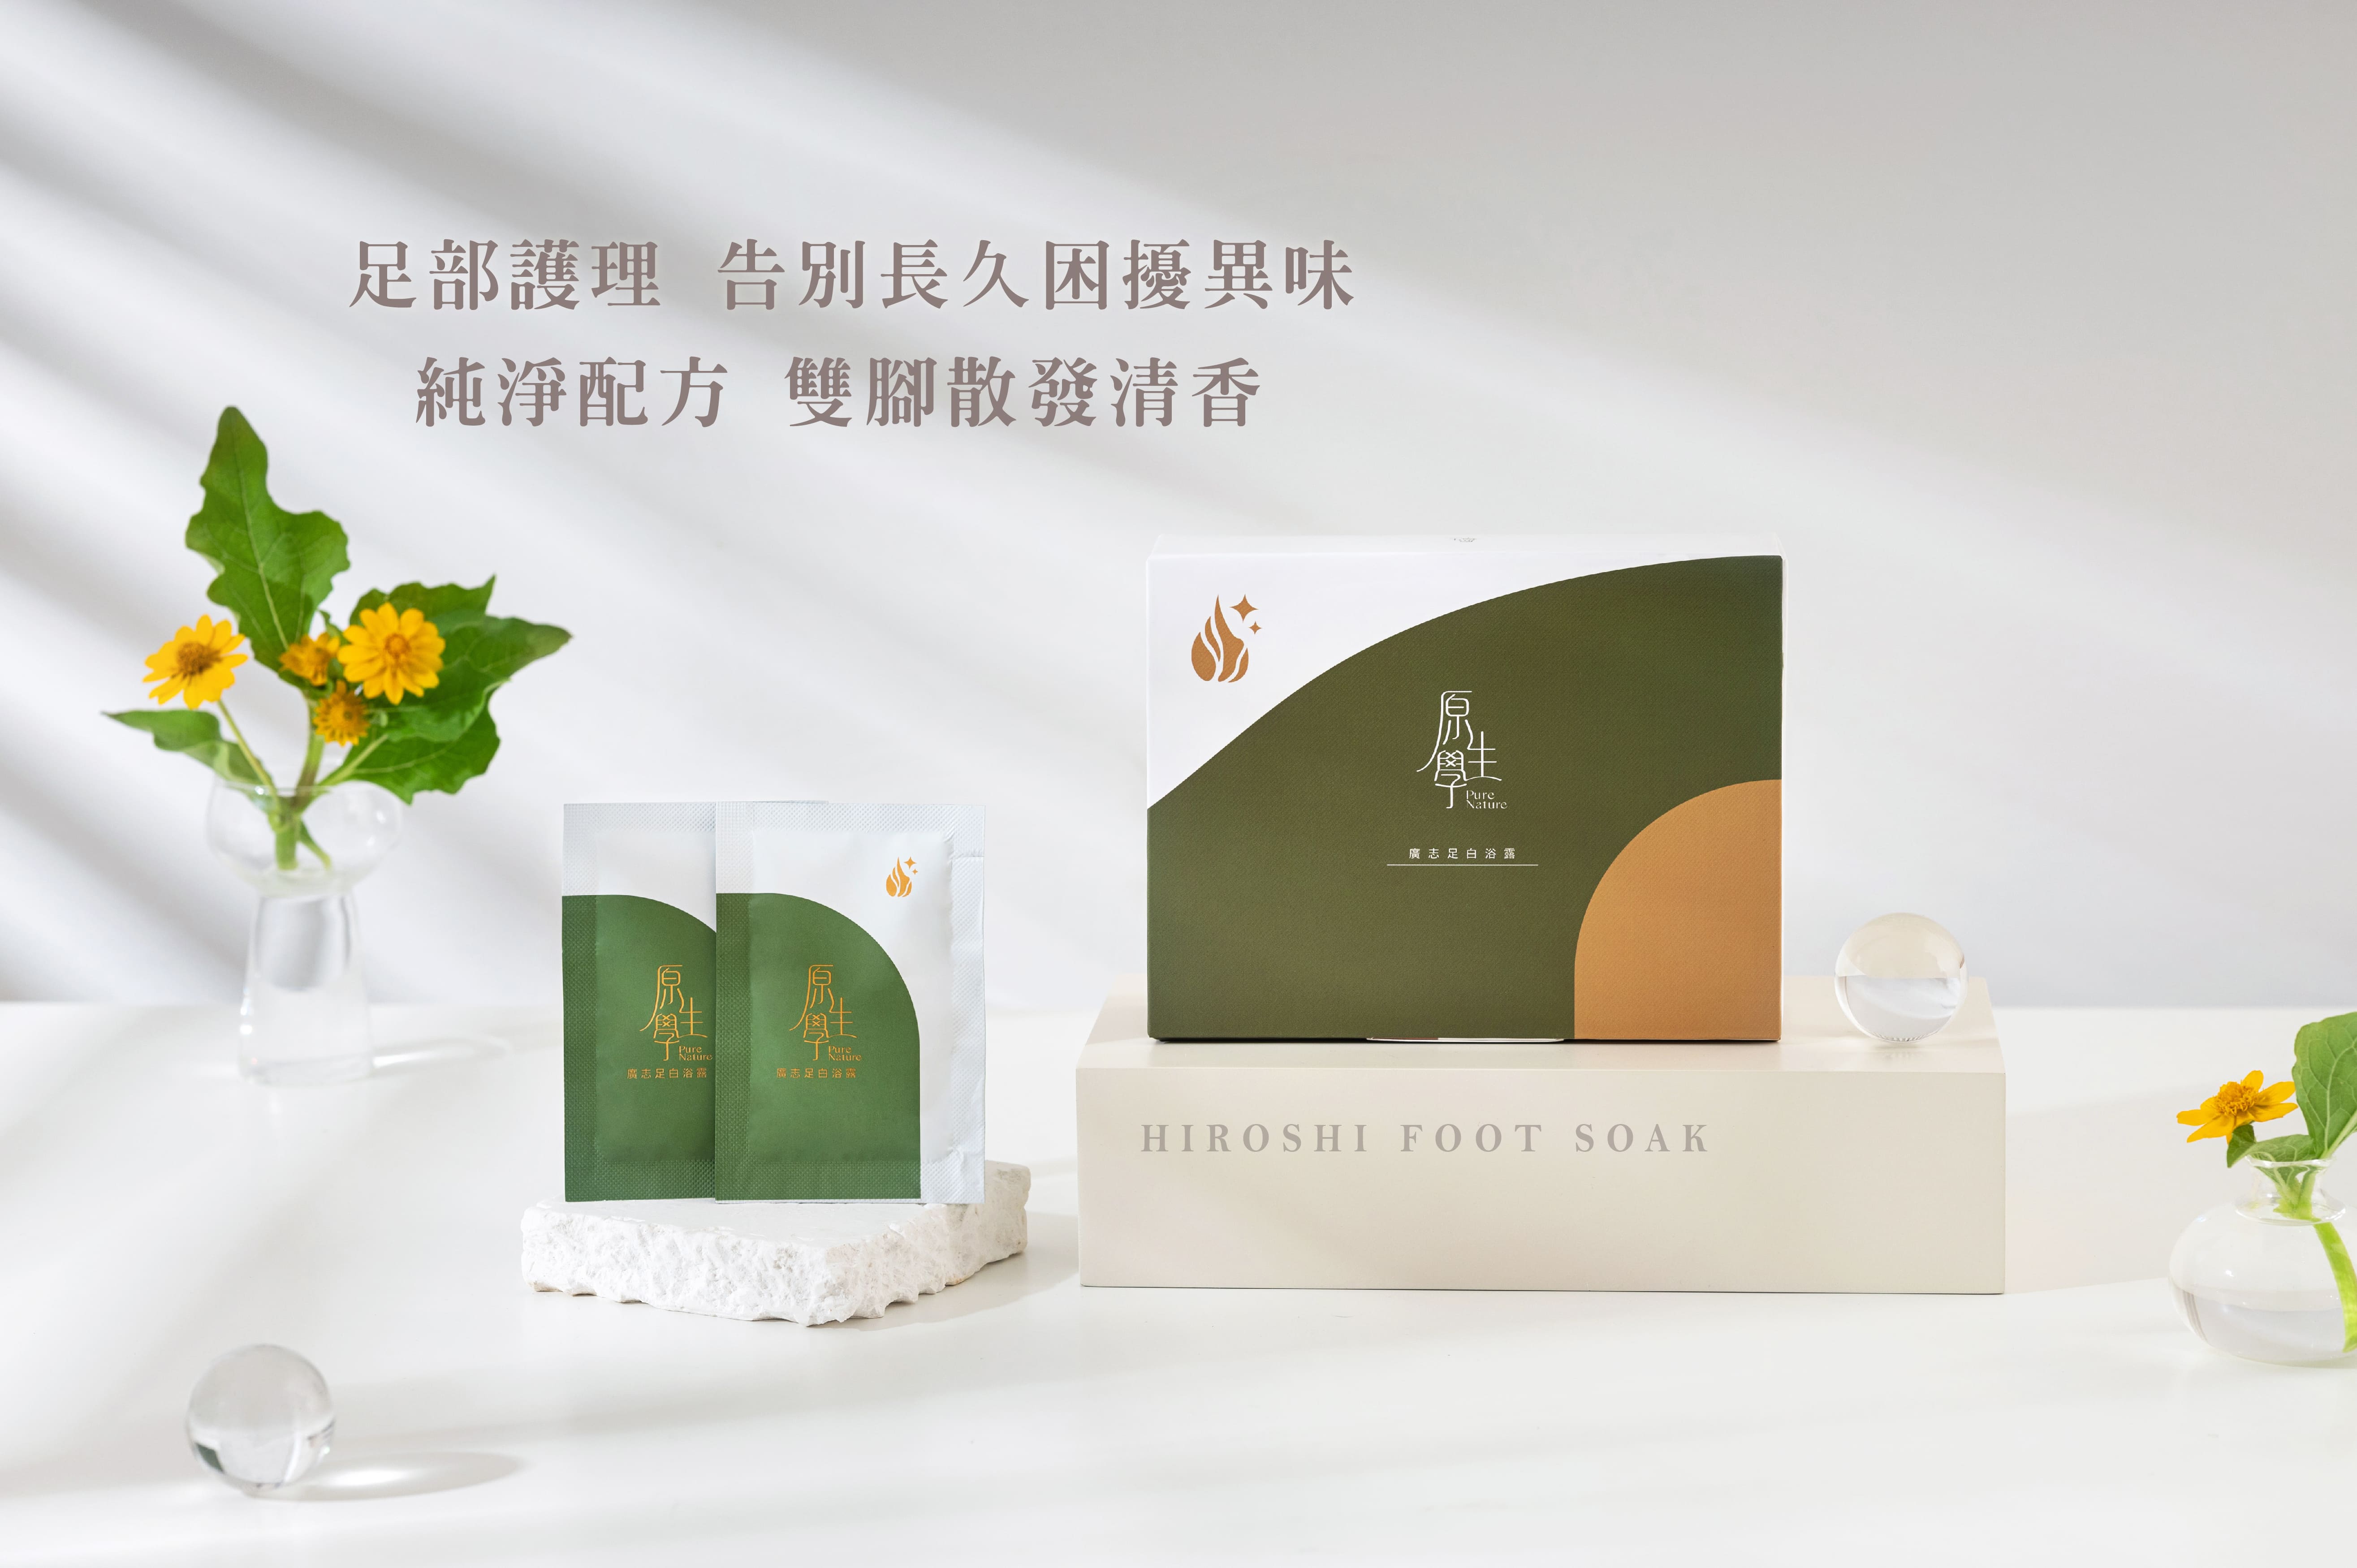 足部護理 告別長久困擾異味
純淨配方 雙腳散發清香
原生學
Pure
Nature
廣志足白浴露
原生學
Pure
Nature
廣志足白浴露
原生學
Pure
Nature
廣志足白浴露
HIROSHI FOOT SOAK